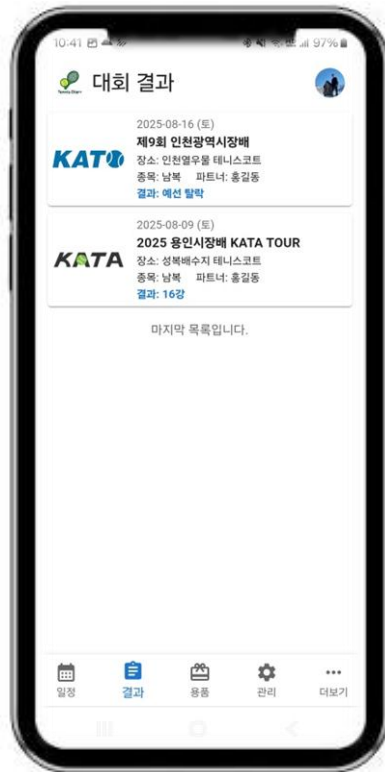 10:41
97%
대회 결과
2025-08-16 (토)
KATO
제9회 인천광역시장배
장소: 인천열우물 테니스코트
종목: 남복 파트너: 홍길동
결과: 예선 탈락
2025-08-09 (토)
KATA
2025 용인시장배 KATA TOUR
장소: 성복배수지 테니스코트
종목: 남복 파트너: 홍길동
결과: 16강
마지막 목록입니다.
일정 결과 용품 관리 더보기